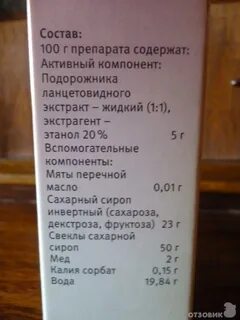 Состав:
100 г препарата содержат:
Активный компонент:
Подорожника
ланцетовидного
экстракт – жидкий (1:1),
экстрагент –
этанол 20% 5 г
Вспомогательные
компоненты:
Мяты перечной
масло 0,01 г
Сахарный сироп
инвертный (сахароза,
декстроза, фруктоза) 23 г
Свеклы сахарной
сироп 50 г
Мед 2 г
Калия сорбат 0,15 г
Вода 19,84 г
ОТЗОВИК